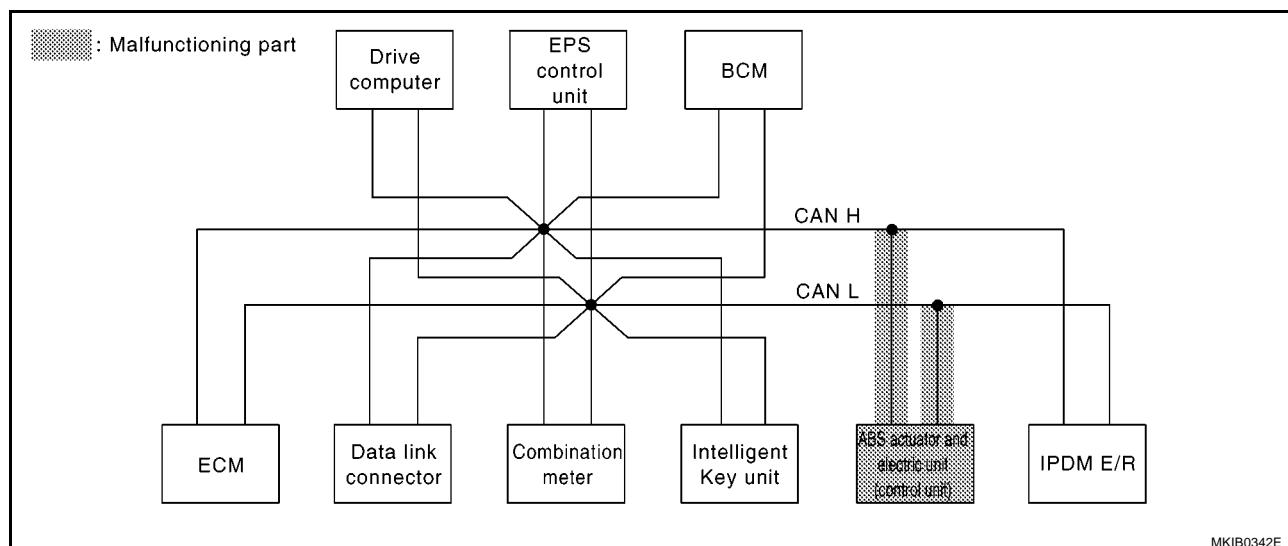 : Malfunctioning part
Drive
computer
EPS
control
unit
BCM
CAN H
CAN L
ECM
Data link
connector
Combination
meter
Intelligent
Key unit
ABS actuator and
electric unit
(control unit)
IPDM E/R
MKIB0342E